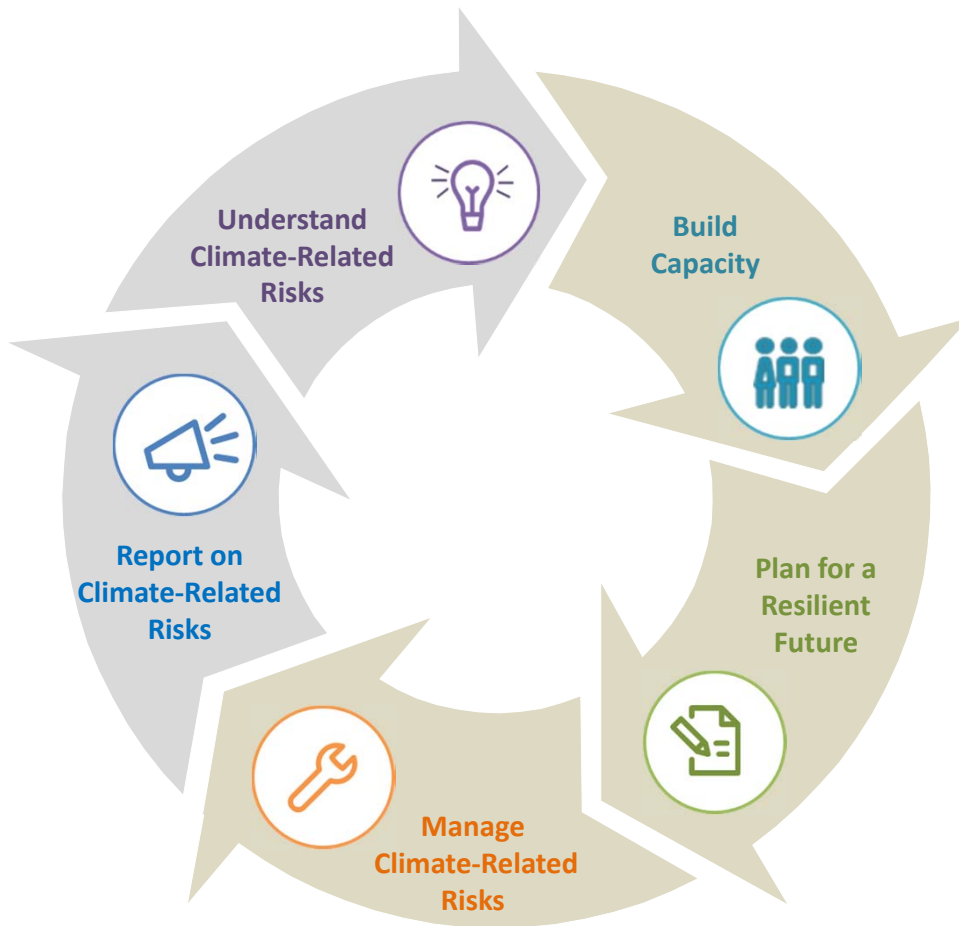 Understand
Climate-Related
Risks
Build
Capacity
Plan for a
Resilient
Future
Manage
Climate-Related
Risks
Report on
Climate-Related
Risks